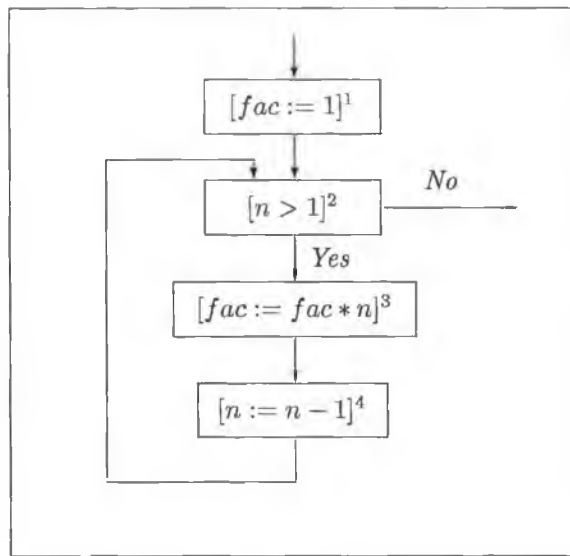 [fac := 1]¹
[n > 1]²
No
Yes
[fac := fac * n]³
[n := n − 1]⁴